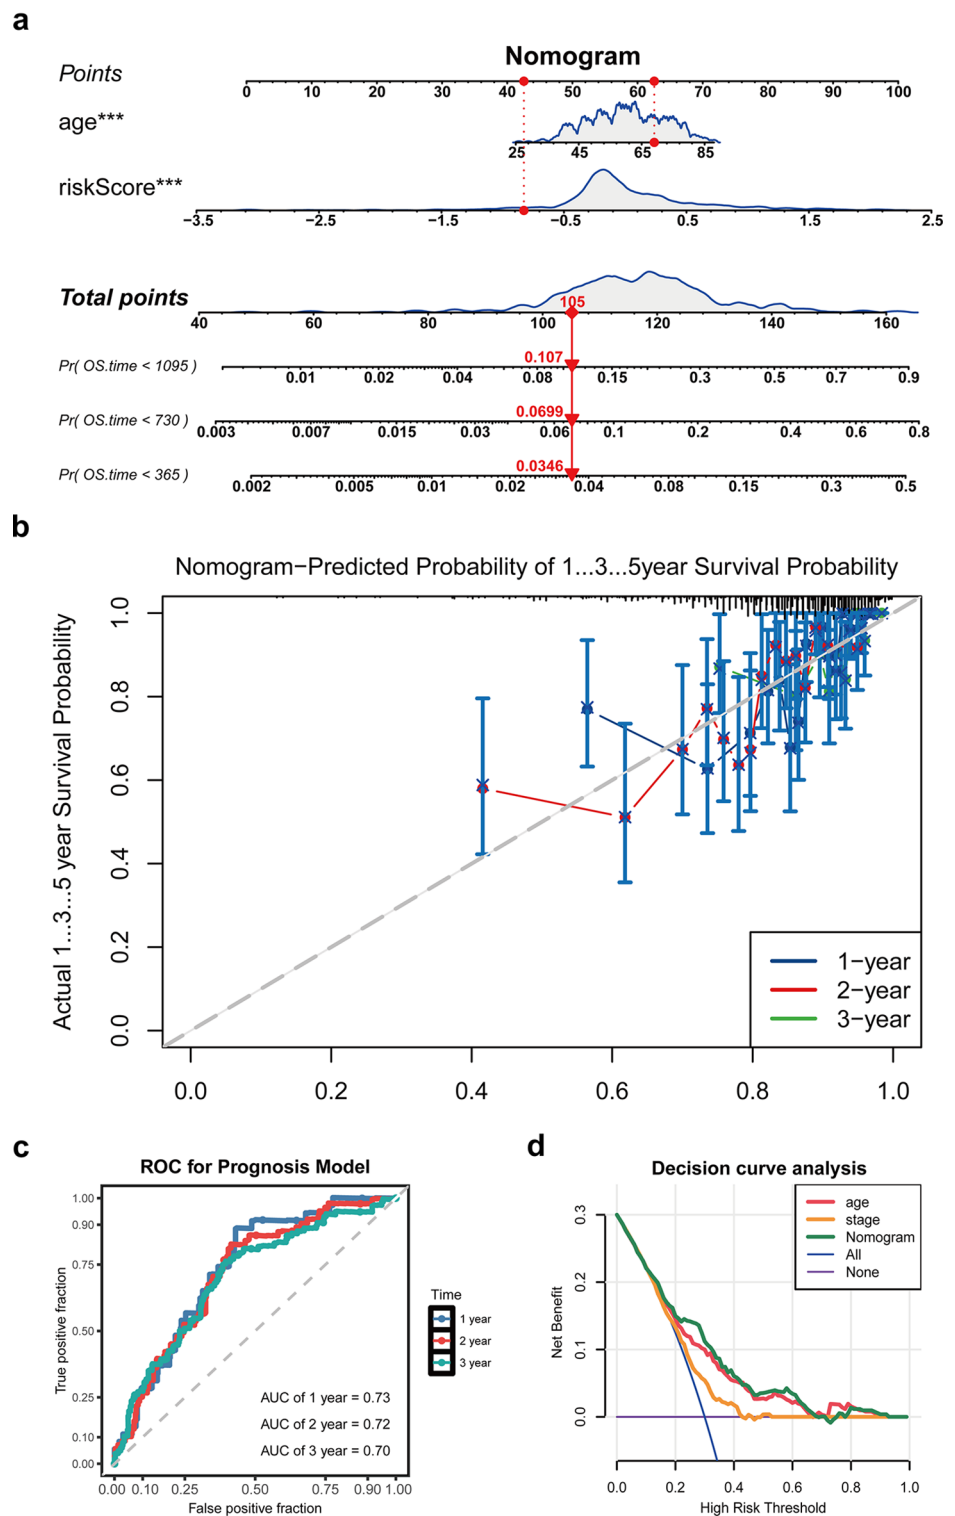 a
Nomogram
Points
0 10 20 30 40 50 60 70 80 90 100
age***
25 45 65 85
riskScore***
−3.5 −2.5 −1.5 −0.5 0.5 1.5 2.5
Total points
105
40 60 80 100 120 140 160
Pr( OS.time < 1095 )
0.107
0.01 0.02 0.04 0.08 0.15 0.3 0.5 0.7 0.9
Pr( OS.time < 730 )
0.0699
0.003 0.007 0.015 0.03 0.06 0.1 0.2 0.4 0.6 0.8
Pr( OS.time < 365 )
0.0346
0.002 0.005 0.01 0.02 0.04 0.08 0.15 0.3 0.5
b
Nomogram−Predicted Probability of 1...3...5year Survival Probability
Actual 1...3...5 year Survival Probability
1.0
0.8
0.6
0.4
0.2
0.0
1−year
2−year
3−year
0.0 0.2 0.4 0.6 0.8 1.0
c
ROC for Prognosis Model
True positive fraction
1.00
0.90
0.75
0.50
0.25
0.10
0.00
AUC of 1 year = 0.73
AUC of 2 year = 0.72
AUC of 3 year = 0.70
0.00 0.10 0.25 0.50 0.75 0.90 1.00
False positive fraction
Time
1 year
2 year
3 year
d
Decision curve analysis
Net Benefit
0.3
0.2
0.1
0.0
age
stage
Nomogram
All
None
0.0 0.2 0.4 0.6 0.8 1.0
High Risk Threshold